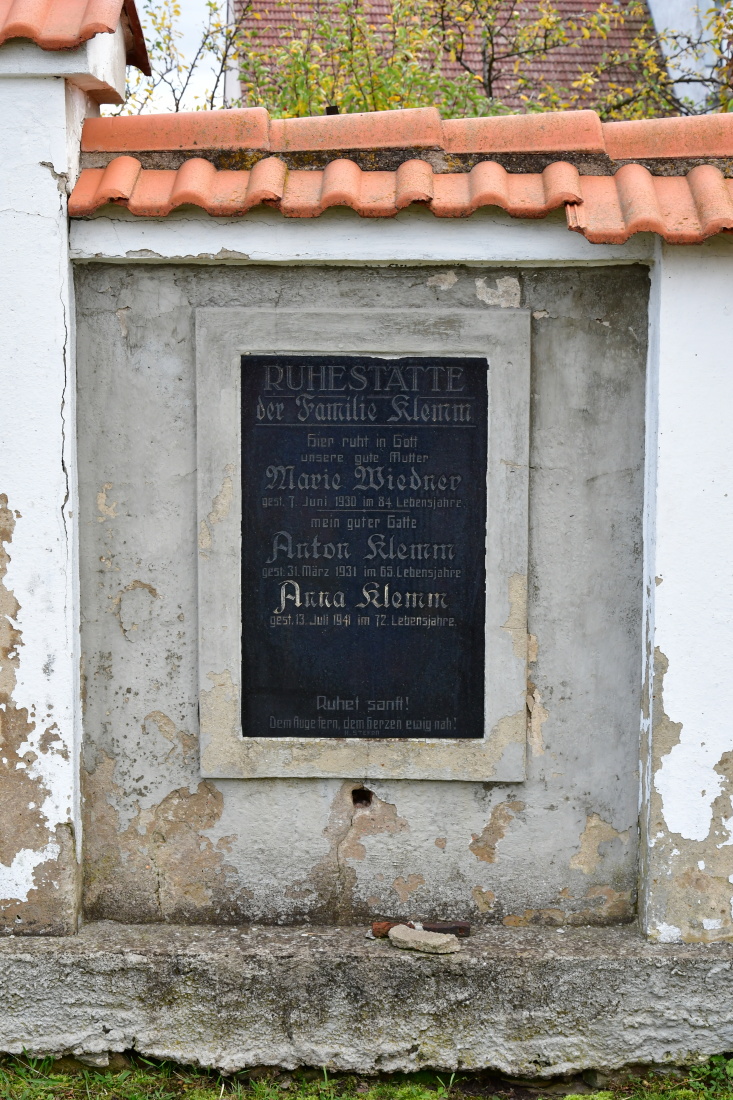 RUHESTÄTTE
der Familie Klemm
Hier ruht in Gott
unsere gute Mutter
Marie Wiedner
gest. 7. Juni 1930 im 84 Lebensjahre.
mein guter Gatte
Anton Klemm
gest. 31. März 1931 im 65. Lebensjahre
Anna Klemm
gest. 13. Juli 1941 im 72. Lebensjahre.
Ruhet sanft!
Dem Auge fern, dem Herzen ewig nah!